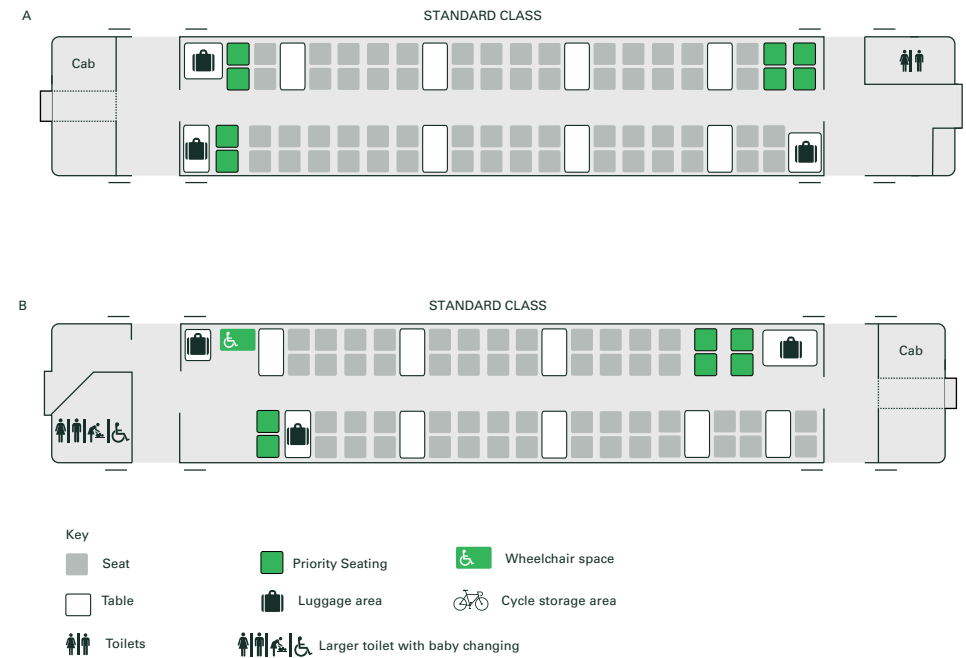 A
STANDARD CLASS
Cab
B
STANDARD CLASS
Cab
Key
Seat
Priority Seating
Wheelchair space
Table
Luggage area
Cycle storage area
Toilets
Larger toilet with baby changing